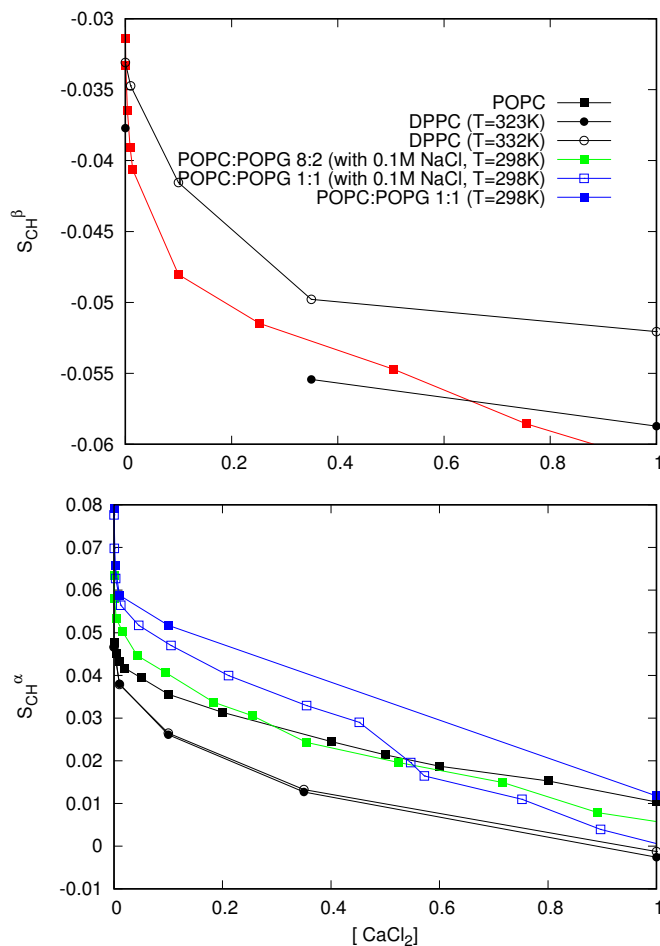 -0.03
-0.035
-0.04
-0.045
-0.05
-0.055
-0.06
S_CH^β
POPC
DPPC (T=323K)
DPPC (T=332K)
POPC:POPG 8:2 (with 0.1M NaCl, T=298K)
POPC:POPG 1:1 (with 0.1M NaCl, T=298K)
POPC:POPG 1:1 (T=298K)
0 0.2 0.4 0.6 0.8 1
0.08
0.07
0.06
0.05
0.04
0.03
0.02
0.01
0
-0.01
S_CH^α
0 0.2 0.4 0.6 0.8 1
[ CaCl₂]